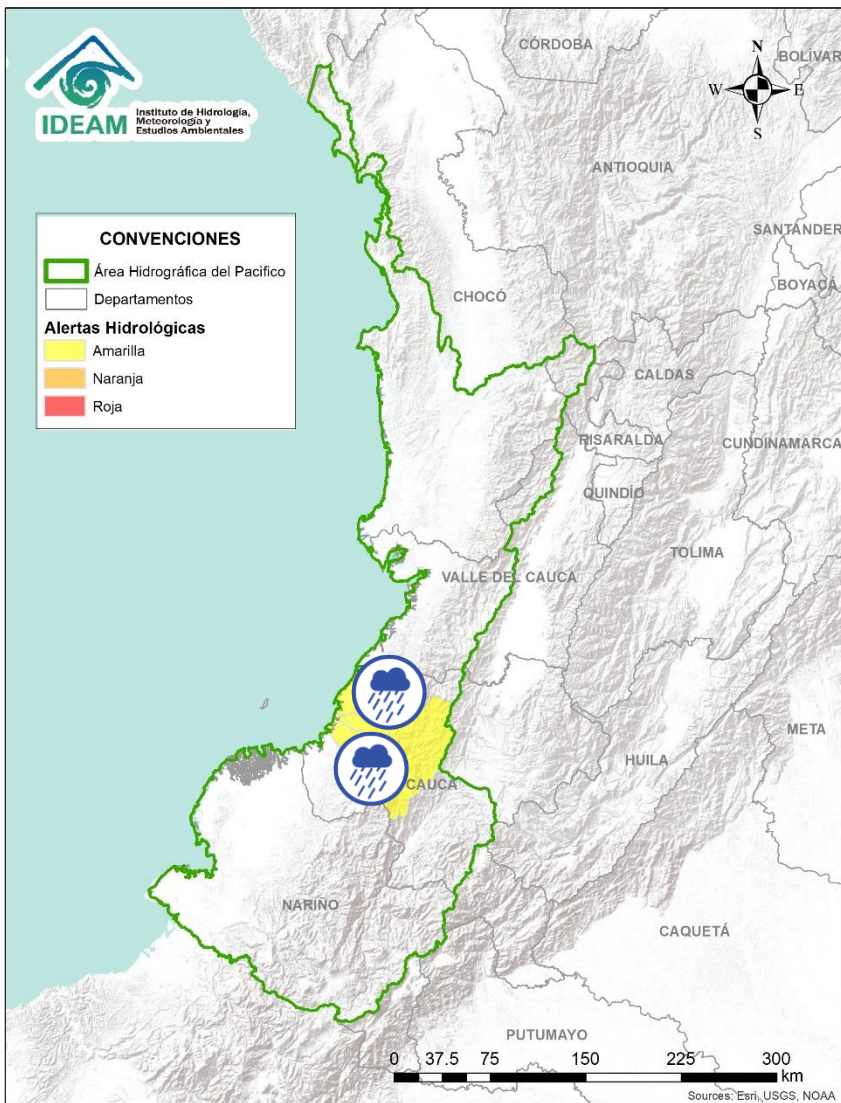 IDEAM
Instituto de Hidrología,
Meteorología y
Estudios Ambientales
CÓRDOBA
BOLÍVAR
N
W
E
S
ANTIOQUIA
SANTÁNDER
BOYACÁ
CONVENCIONES
Área Hidrográfica del Pacifico
Departamentos
Alertas Hidrológicas
Amarilla
Naranja
Roja
CHOCÓ
CALDAS
RISARALDA
CUNDINAMARCA
QUINDÍO
TOLIMA
VALLE DEL CAUCA
META
HUILA
CAUCA
NARIÑO
CAQUETÁ
PUTUMAYO
0 37.5 75 150 225 300
km
Sources: Esri, USGS, NOAA